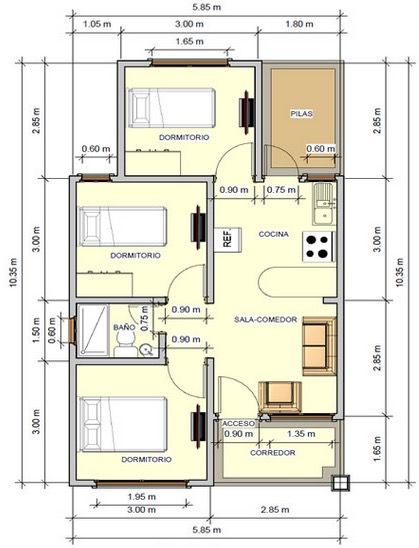 5.85 m
1.05 m
3.00 m
1.80 m
1.65 m
2.85 m
2.85 m
DORMITORIO
PILAS
0.60 m
0.60 m
0.90 m
0.75 m
3.00 m
3.00 m
REF.
COCINA
DORMITORIO
10.35 m
10.35 m
1.50 m
0.60 m
BAÑO
0.75 m
0.90 m
SALA-COMEDOR
0.90 m
2.85 m
3.00 m
ACCESO
0.90 m
1.35 m
CORREDOR
DORMITORIO
1.65 m
1.95 m
3.00 m
2.85 m
5.85 m